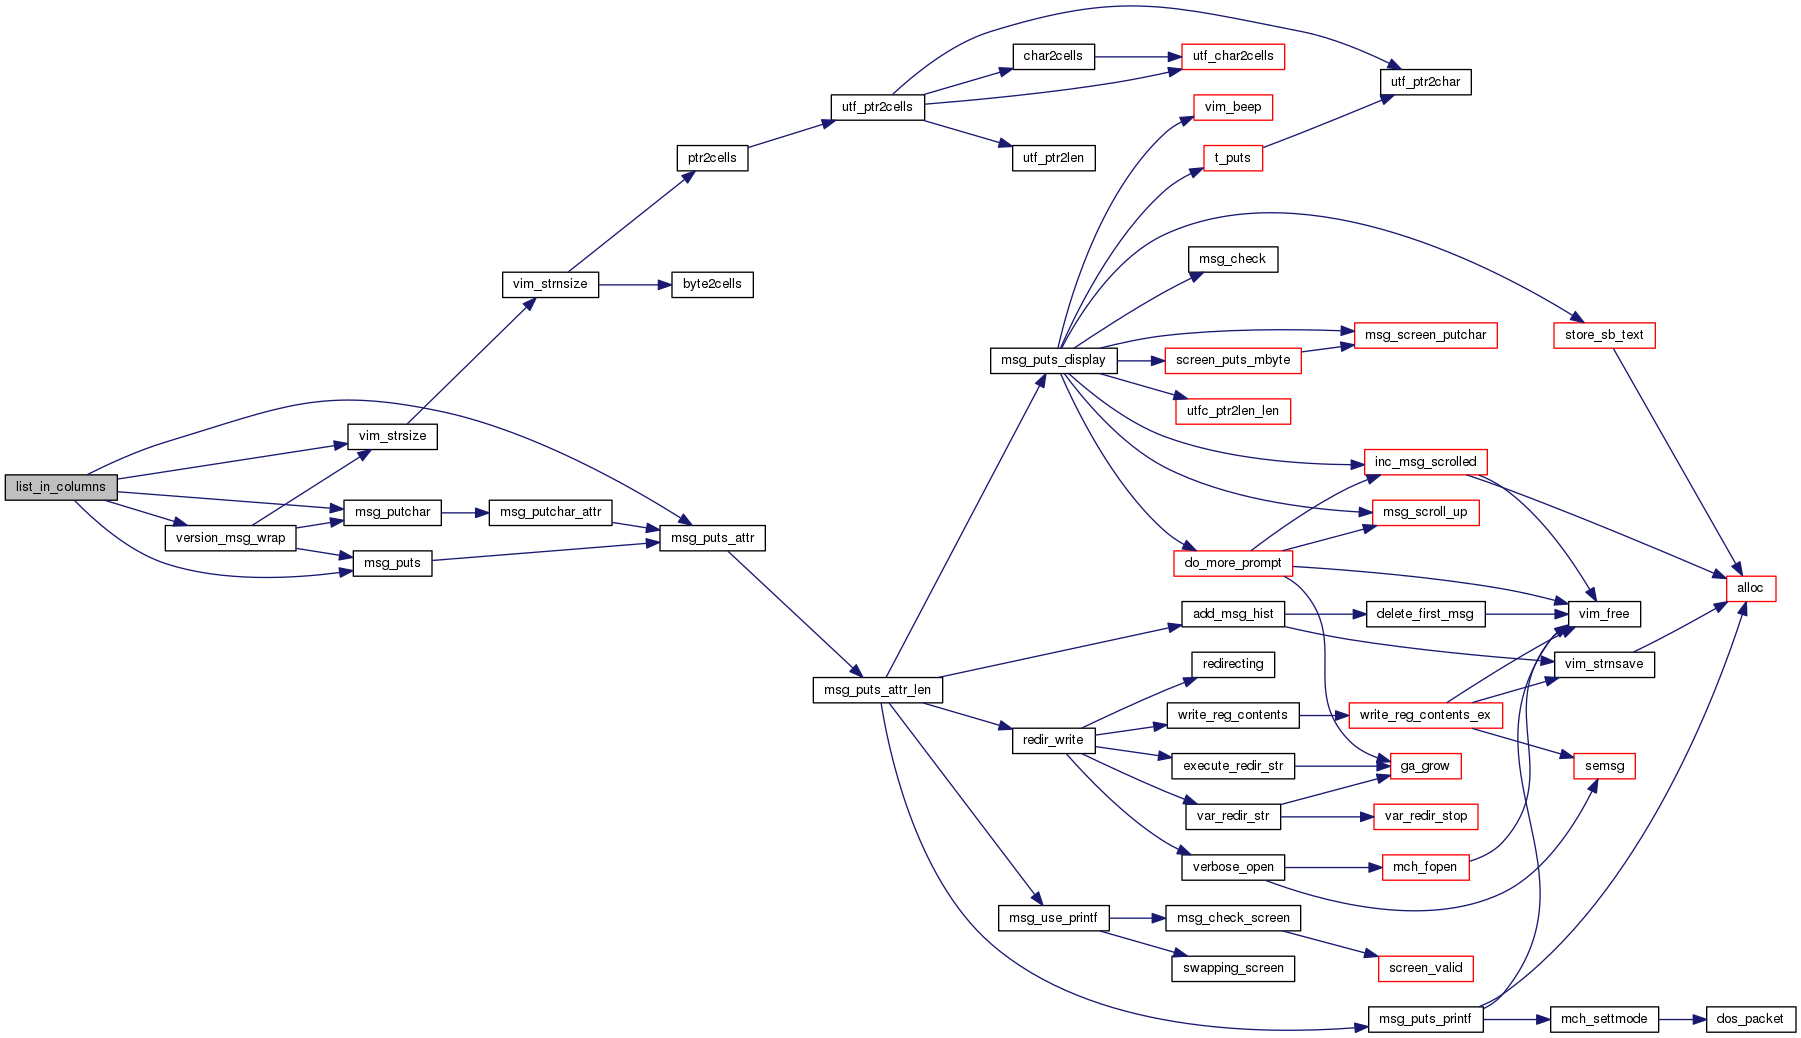 list_in_columns
vim_strsize
version_msg_wrap
msg_putchar
msg_puts
vim_strnsize
msg_putchar_attr
msg_puts_attr
ptr2cells
byte2cells
utf_ptr2cells
msg_puts_attr_len
char2cells
utf_ptr2len
msg_puts_display
redir_write
msg_use_printf
utf_char2cells
vim_beep
t_puts
msg_check
screen_puts_mbyte
utfc_ptr2len_len
do_more_prompt
add_msg_hist
redirecting
write_reg_contents
execute_redir_str
var_redir_str
verbose_open
msg_check_screen
swapping_screen
utf_ptr2char
msg_screen_putchar
inc_msg_scrolled
msg_scroll_up
delete_first_msg
write_reg_contents_ex
ga_grow
var_redir_stop
mch_fopen
screen_valid
msg_puts_printf
store_sb_text
vim_free
vim_strnsave
semsg
mch_settmode
alloc
dos_packet